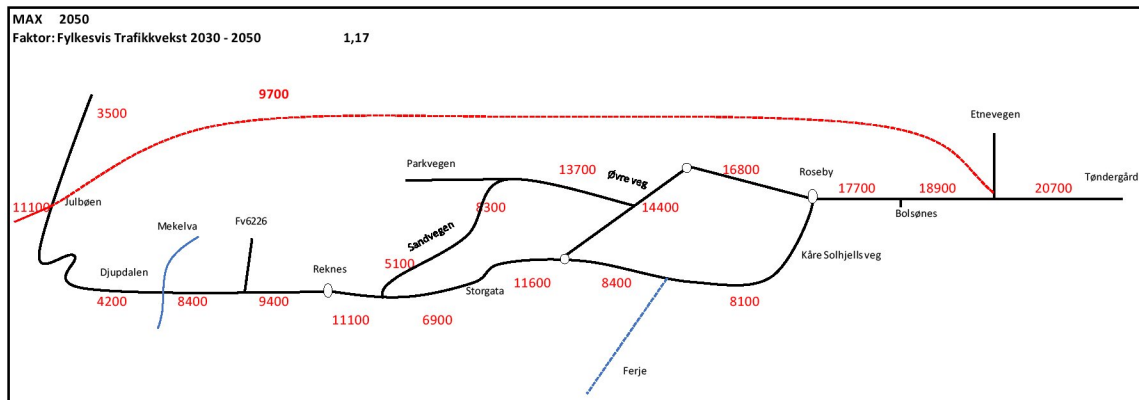 MAX 2050
Faktor: Fylkesvis Trafikkvekst 2030 - 2050 1,17
9700
3500
Etnevegen
Parkvegen
13700
Øvre veg
16800
Roseby
17700
18900
20700
Tøndergård
11100
Julbøen
8300
14400
Bolsønes
Mekelva
Fv6226
Sandvegen
Kåre Solhjells veg
Djupdalen
Reknes
5100
Storgata
11600
8400
4200
8400
9400
8100
11100
6900
Ferje